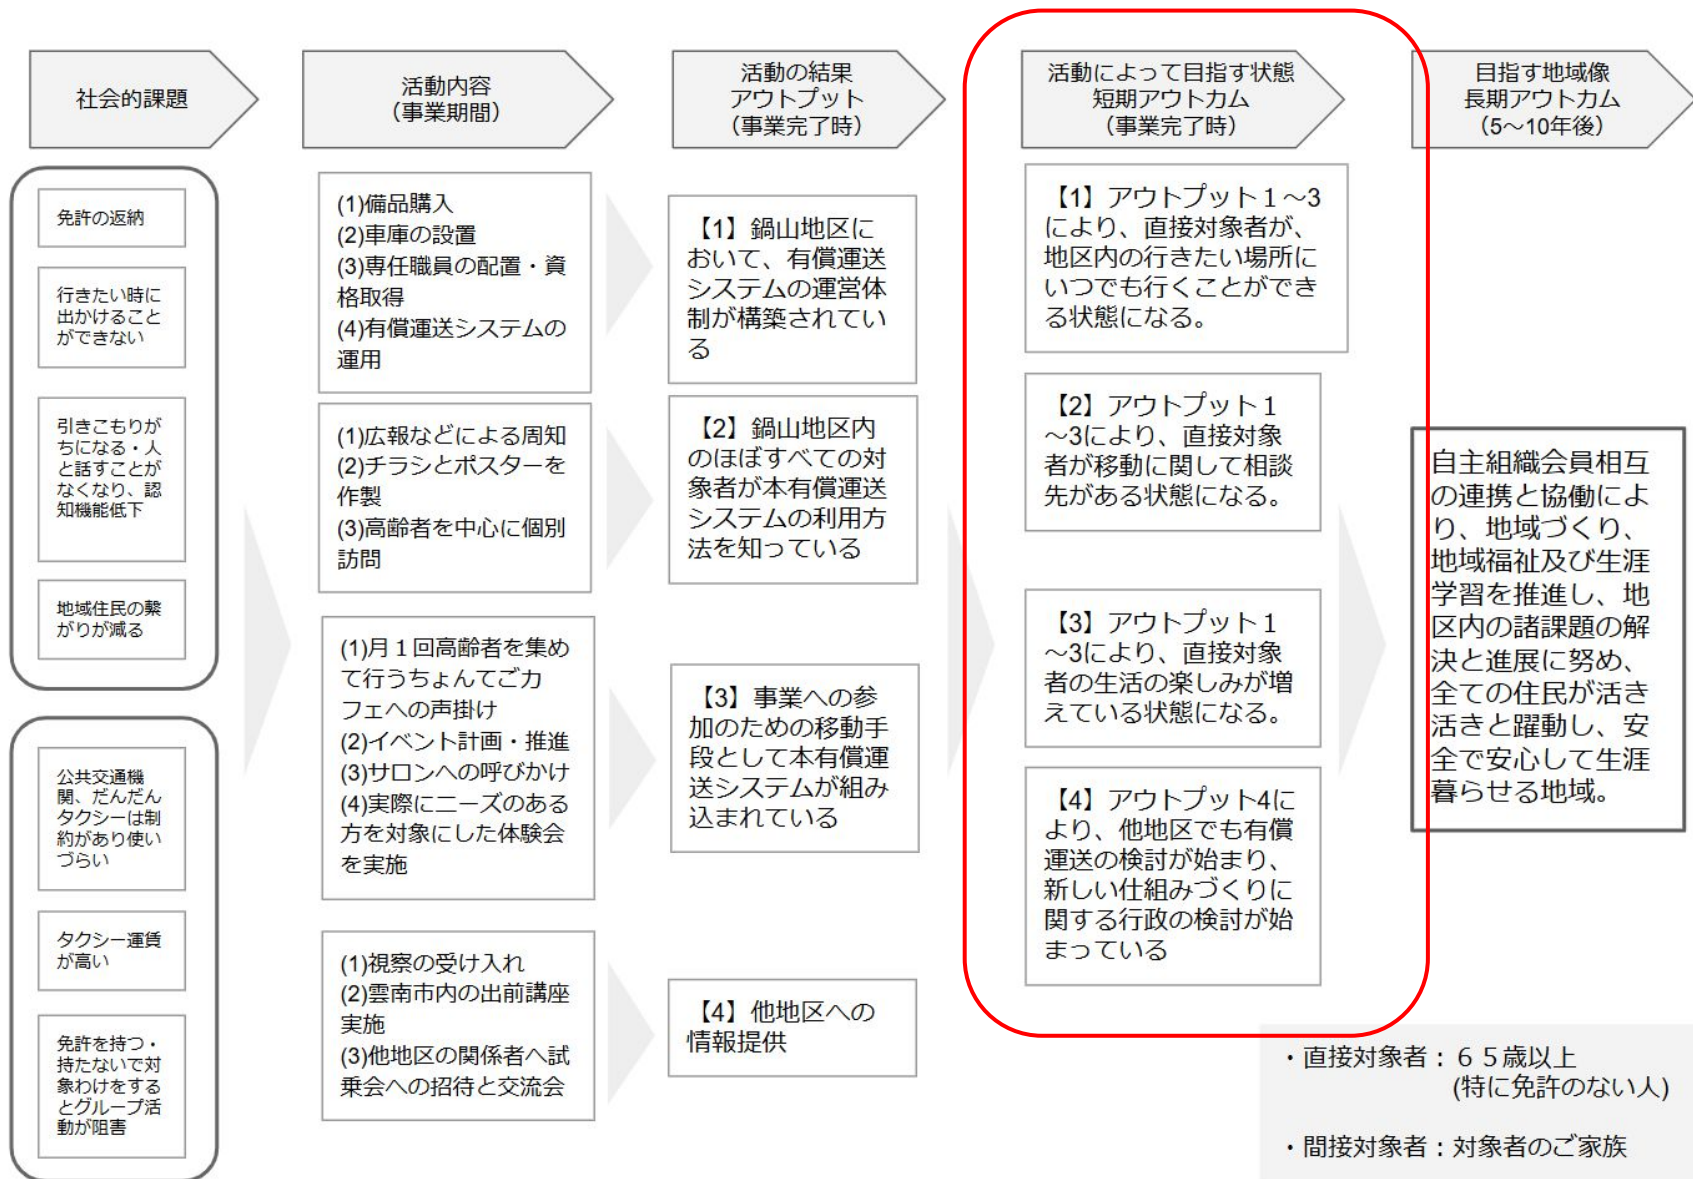 社会的課題
活動内容
（事業期間）
活動の結果
アウトプット
（事業完了時）
活動によって目指す状態
短期アウトカム
（事業完了時）
目指す地域像
長期アウトカム
（5～10年後）
免許の返納
行きたい時に
出かけること
ができない
引きこもりが
ちになる・人
と話すことが
なくなり、認
知機能低下
地域住民の繋
がりが減る
公共交通機
関、だんだん
タクシーは制
約があり使い
づらい
タクシー運賃
が高い
免許を持つ・
持たないで対
象わけをする
とグループ活
動が阻害
(1)備品購入
(2)車庫の設置
(3)専任職員の配置・資
格取得
(4)有償運送システムの
運用
(1)広報などによる周知
(2)チラシとポスターを
作製
(3)高齢者を中心に個別
訪問
(1)月１回高齢者を集め
て行うちょんてごカ
フェへの声掛け
(2)イベント計画・推進
(3)サロンへの呼びかけ
(4)実際にニーズのある
方を対象にした体験会
を実施
(1)視察の受け入れ
(2)雲南市内の出前講座
実施
(3)他地区の関係者へ試
乗会への招待と交流会
【1】鍋山地区に
おいて、有償運送
システムの運営体
制が構築されてい
る
【2】鍋山地区内
のほぼすべての対
象者が本有償運送
システムの利用方
法を知っている
【3】事業への参
加のための移動手
段として本有償運
送システムが組み
込まれている
【4】他地区への
情報提供
【1】アウトプット１～3
により、直接対象者が、
地区内の行きたい場所に
いつでも行くことができ
る状態になる。
【2】アウトプット１
～3により、直接対象
者が移動に関して相談
先がある状態になる。
【3】アウトプット１
～3により、直接対象
者の生活の楽しみが増
えている状態になる。
【4】アウトプット4に
より、他地区でも有償
運送の検討が始まり、
新しい仕組みづくりに
関する行政の検討が始
まっている
自主組織会員相互
の連携と協働によ
り、地域づくり、
地域福祉及び生涯
学習を推進し、地
区内の諸課題の解
決と進展に努め、
全ての住民が活き
活きと躍動し、安
全で安心して生涯
暮らせる地域。
・直接対象者：６５歳以上
(特に免許のない人)
・間接対象者：対象者のご家族